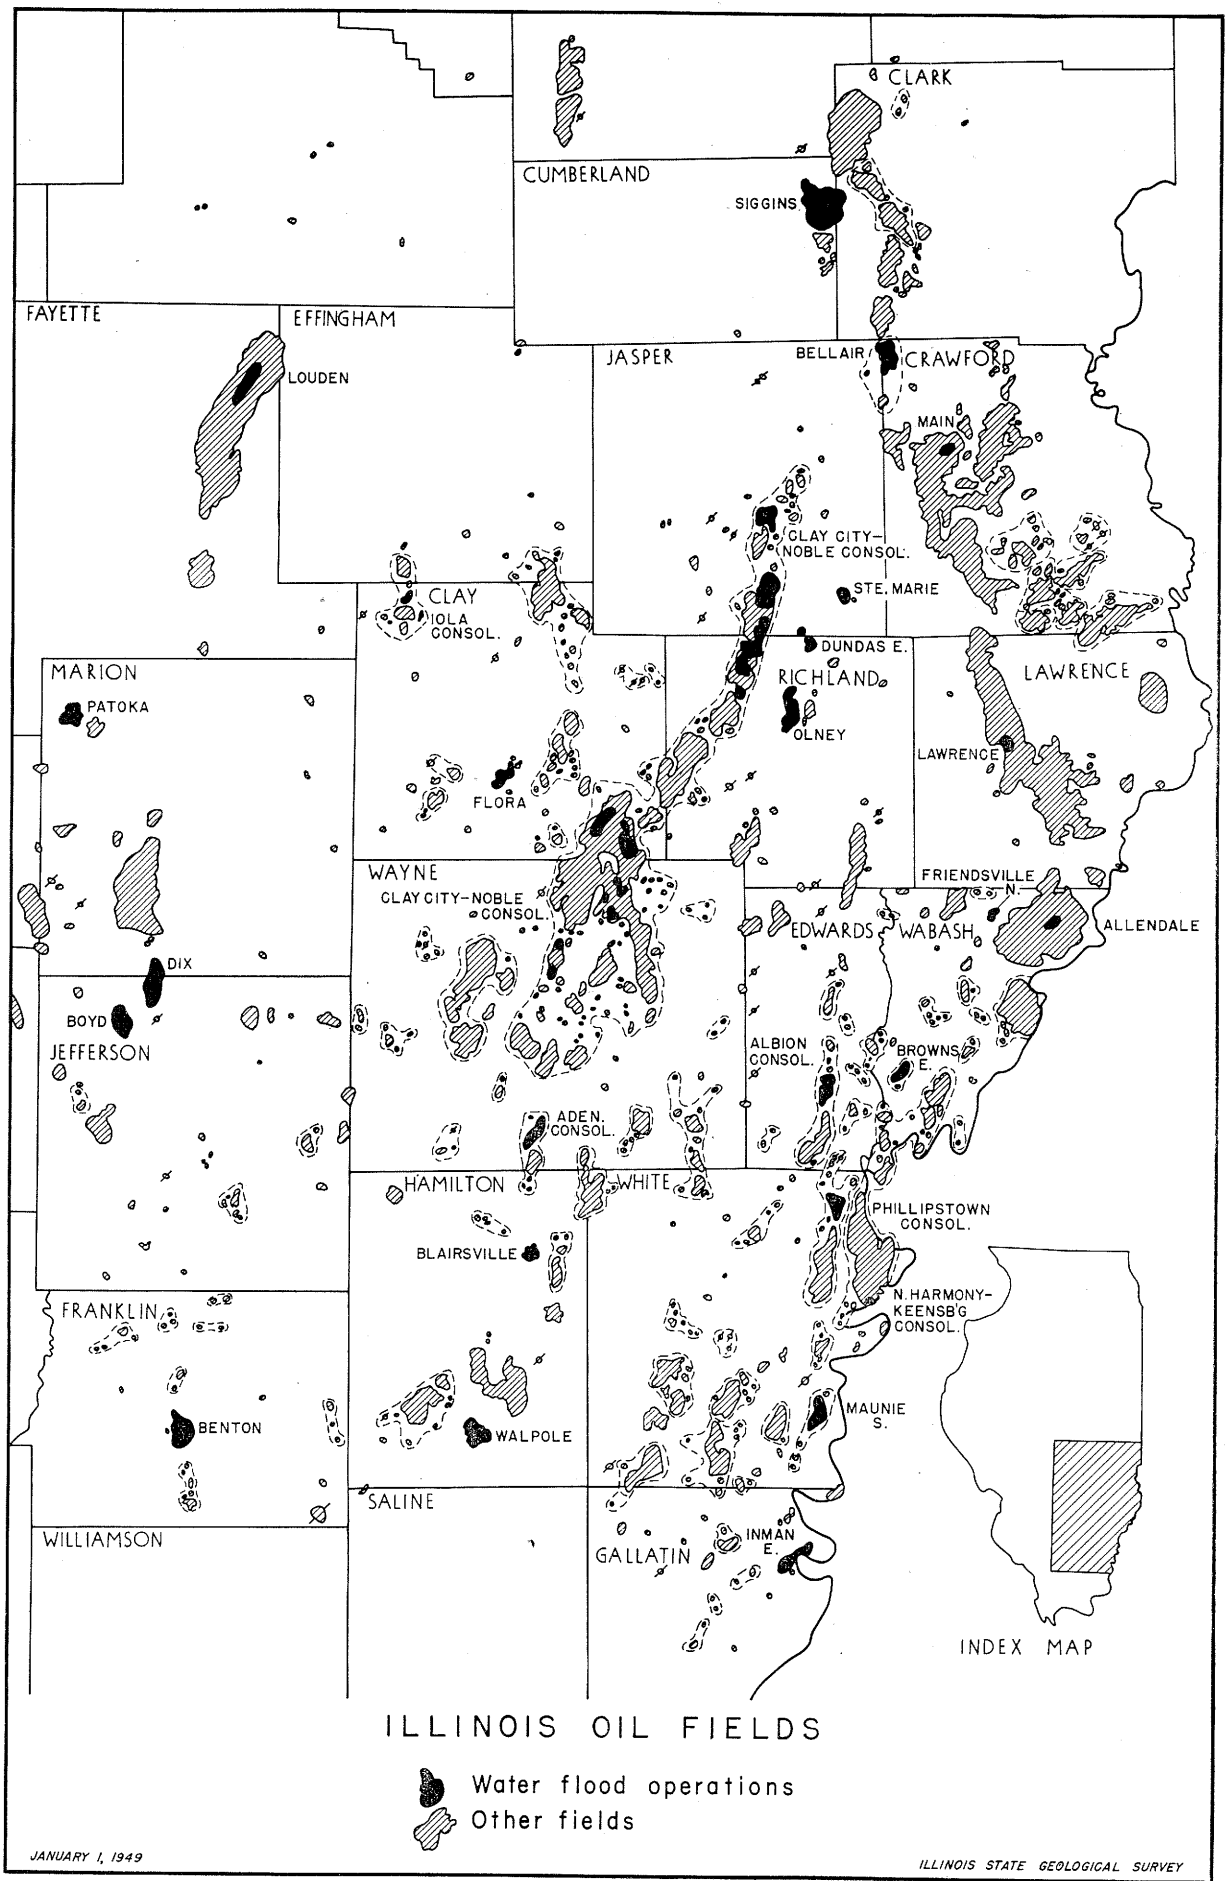 CLARK
CUMBERLAND
SIGGINS
FAYETTE
EFFINGHAM
JASPER
BELLAIR
CRAWFORD
LOUDEN
MAIN
CLAY CITY-
NOBLE CONSOL.
STE. MARIE
CLAY
IOLA
CONSOL.
DUNDAS E.
MARION
RICHLAND
LAWRENCE
PATOKA
OLNEY
LAWRENCE
FLORA
WAYNE
FRIENDSVILLE
N.
CLAY CITY-NOBLE
CONSOL.
EDWARDS
WABASH
ALLENDALE
DIX
BOYD
JEFFERSON
ALBION
CONSOL.
BROWNS
E.
ADEN
CONSOL.
HAMILTON
WHITE
PHILLIPSTOWN
CONSOL.
BLAIRSVILLE
N. HARMONY-
KEENSB'G
CONSOL.
FRANKLIN
MAUNIE
S.
BENTON
WALPOLE
SALINE
WILLIAMSON
GALLATIN
INMAN
E.
INDEX MAP
ILLINOIS OIL FIELDS
Water flood operations
Other fields
JANUARY 1, 1949
ILLINOIS STATE GEOLOGICAL SURVEY